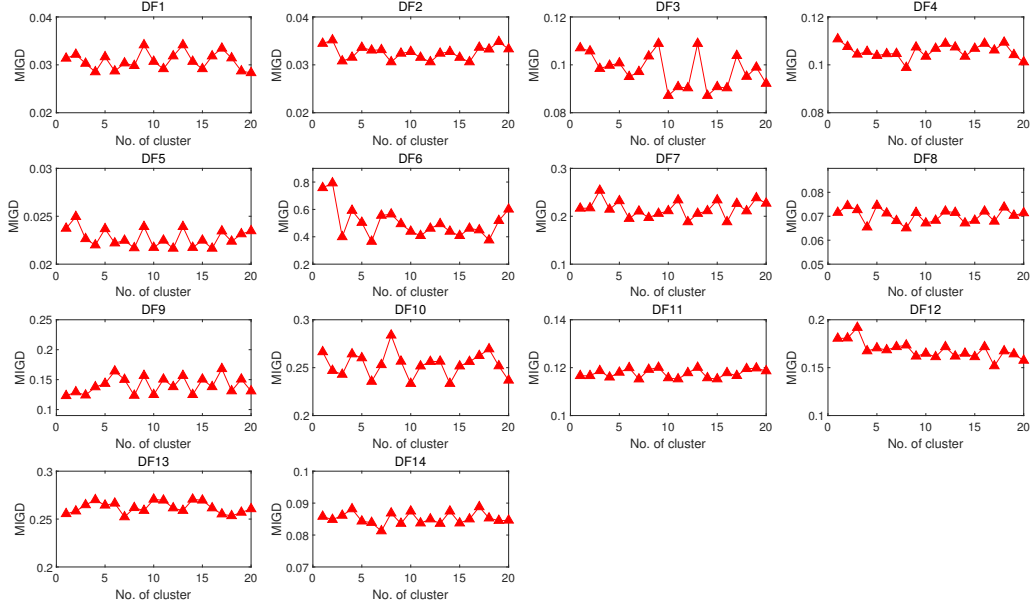 DF1
0.04
0.03
0.02
MIGD
0 5 10 15 20
No. of cluster
DF2
0.04
0.03
0.02
MIGD
0 5 10 15 20
No. of cluster
DF3
0.12
0.1
0.08
MIGD
0 5 10 15 20
No. of cluster
DF4
0.12
0.1
0.08
MIGD
0 5 10 15 20
No. of cluster
DF5
0.03
0.025
0.02
MIGD
0 5 10 15 20
No. of cluster
DF6
0.8
0.6
0.4
0.2
MIGD
0 5 10 15 20
No. of cluster
DF7
0.3
0.2
0.1
MIGD
0 5 10 15 20
No. of cluster
DF8
0.09
0.08
0.07
0.06
0.05
MIGD
0 5 10 15 20
No. of cluster
DF9
0.25
0.2
0.15
0.1
MIGD
0 5 10 15 20
No. of cluster
DF10
0.3
0.25
0.2
MIGD
0 5 10 15 20
No. of cluster
DF11
0.14
0.12
0.1
MIGD
0 5 10 15 20
No. of cluster
DF12
0.2
0.15
0.1
MIGD
0 5 10 15 20
No. of cluster
DF13
0.3
0.25
0.2
MIGD
0 5 10 15 20
No. of cluster
DF14
0.1
0.09
0.08
0.07
MIGD
0 5 10 15 20
No. of cluster